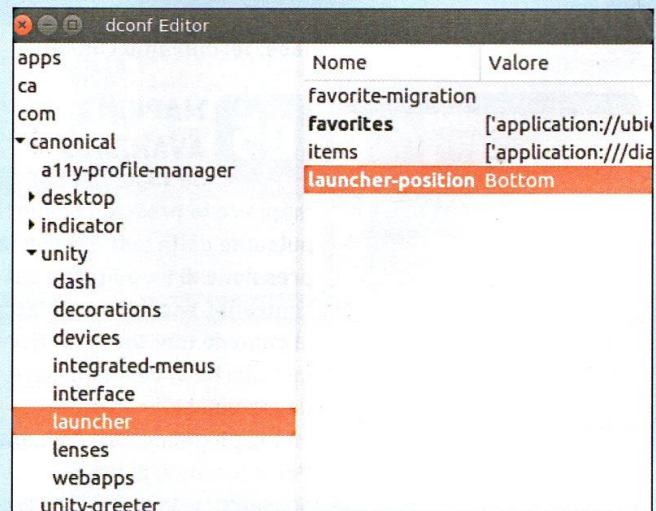 dconf Editor
apps
ca
com
canonical
a11y-profile-manager
desktop
indicator
unity
dash
decorations
devices
integrated-menus
interface
launcher
lenses
webapps
unity-greeter
Nome Valore
favorite-migration
favorites ['application://ubi
items ['application:///dia
launcher-position Bottom